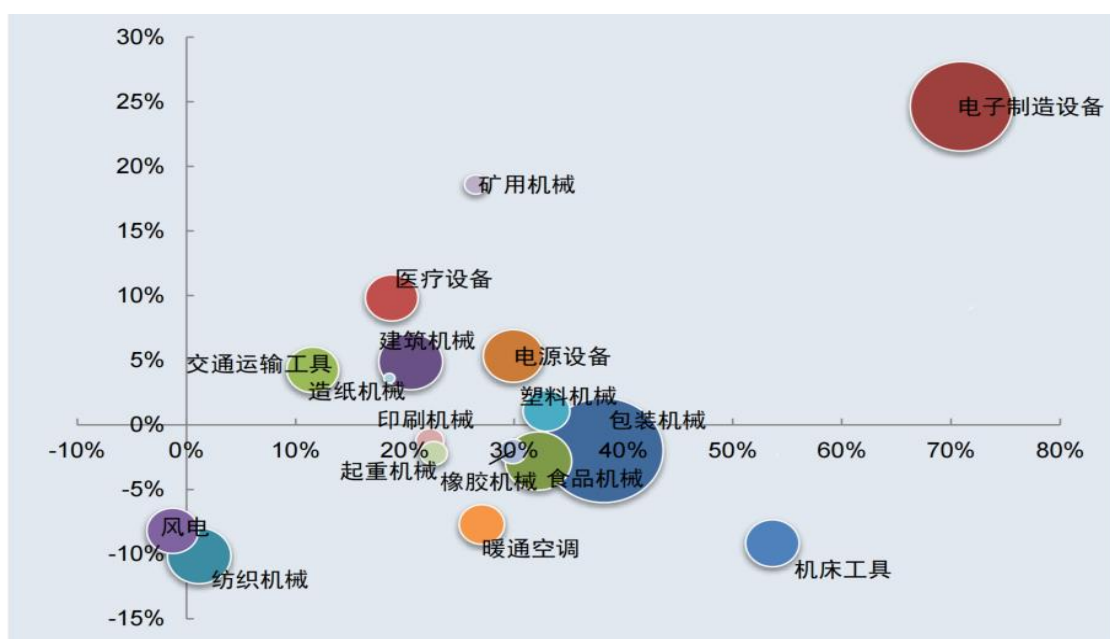 30%
25%
电子制造设备
20%
矿用机械
15%
医疗设备
10%
建筑机械
5%
交通运输工具
电源设备
造纸机械
塑料机械
印刷机械
包装机械
0%
-10% 0% 10% 20% 30% 40% 50% 60% 70% 80%
起重机械
橡胶机械
食品机械
-5%
风电
暖通空调
-10%
机床工具
纺织机械
-15%